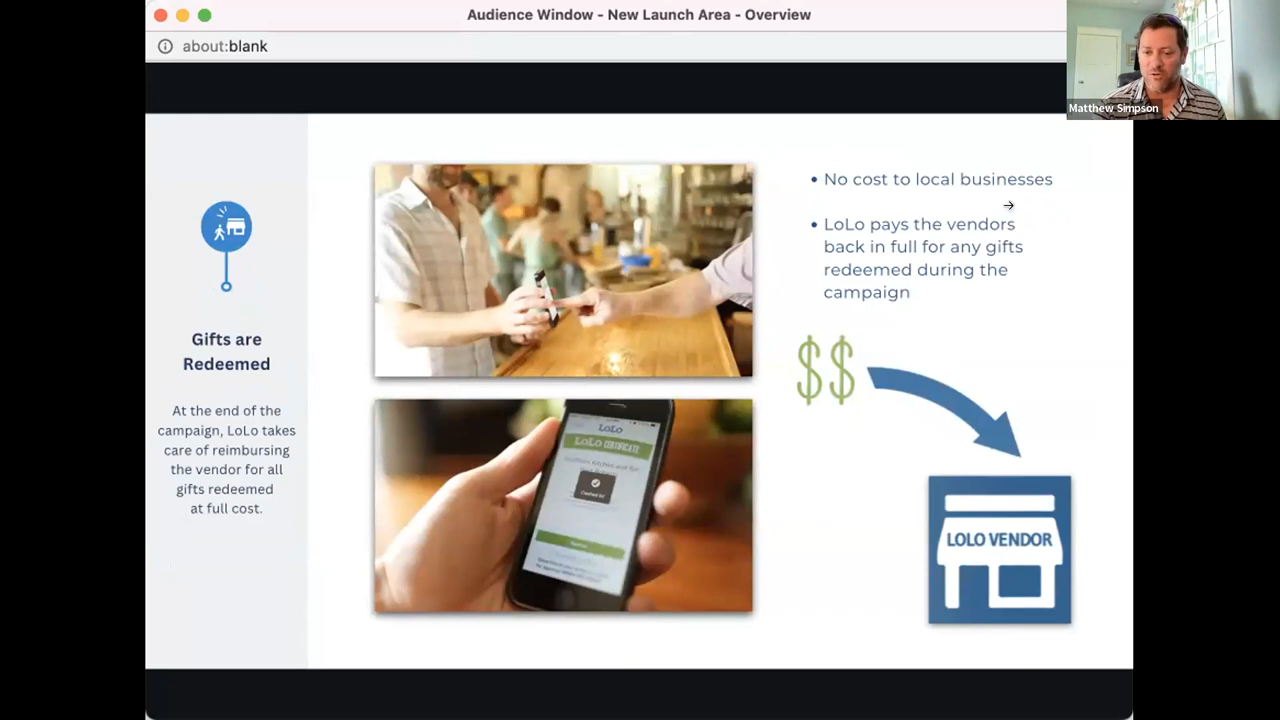 Audience Window - New Launch Area - Overview
about:blank
Matthew Simpson
Gifts are
Redeemed
At the end of the
campaign, LoLo takes
care of reimbursing
the vendor for all
gifts redeemed
at full cost.
LoLo
LOLO CERTIFICATE
• No cost to local businesses
• LoLo pays the vendors
back in full for any gifts
redeemed during the
campaign
$$
LOLO VENDOR